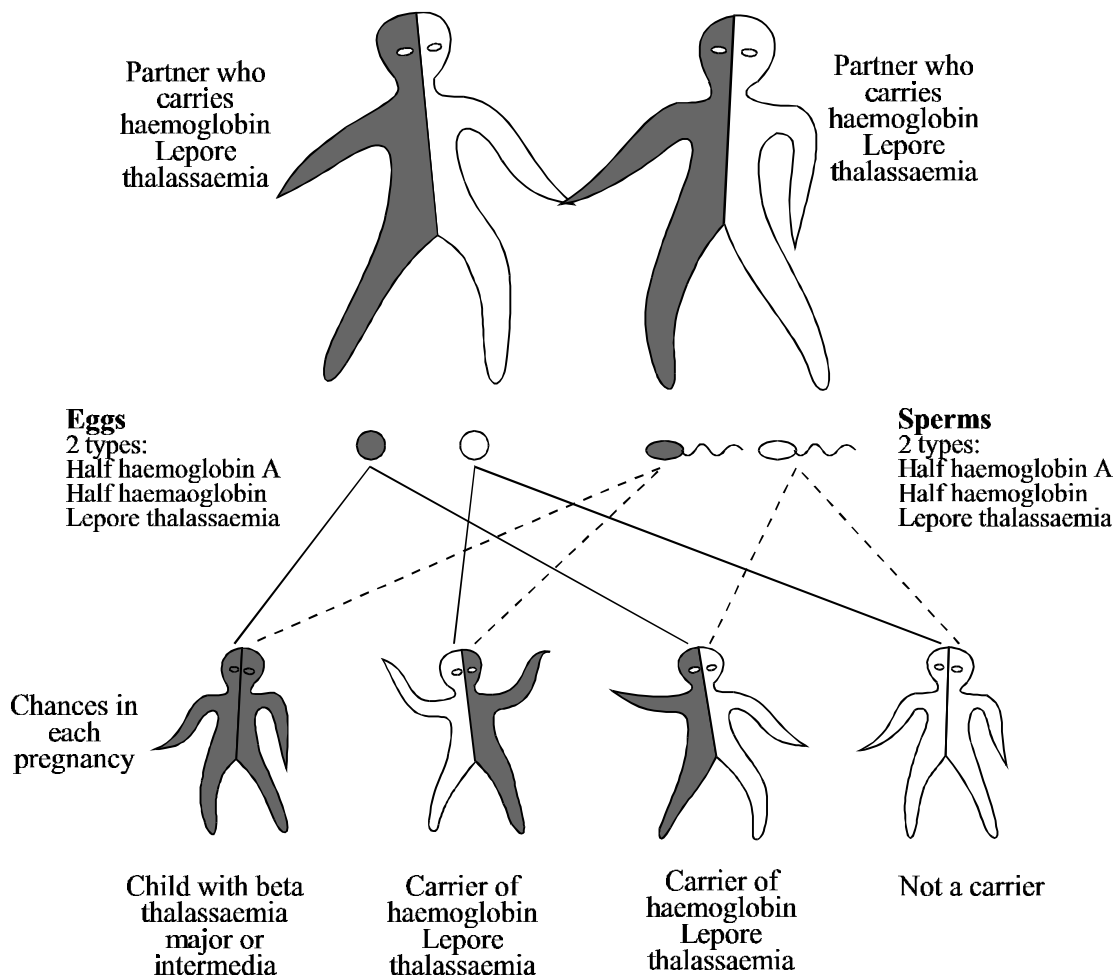 Partner who
carries
haemoglobin
Lepore
thalassaemia
Partner who
carries
haemoglobin
Lepore
thalassaemia
Eggs
2 types:
Half haemoglobin A
Half haemaoglobin
Lepore thalassaemia
Sperms
2 types:
Half haemoglobin A
Half haemoglobin
Lepore thalassaemia
Chances in
each
pregnancy
Child with beta
thalassaemia
major or
intermedia
Carrier of
haemoglobin
Lepore
thalassaemia
Carrier of
haemoglobin
Lepore
thalassaemia
Not a carrier